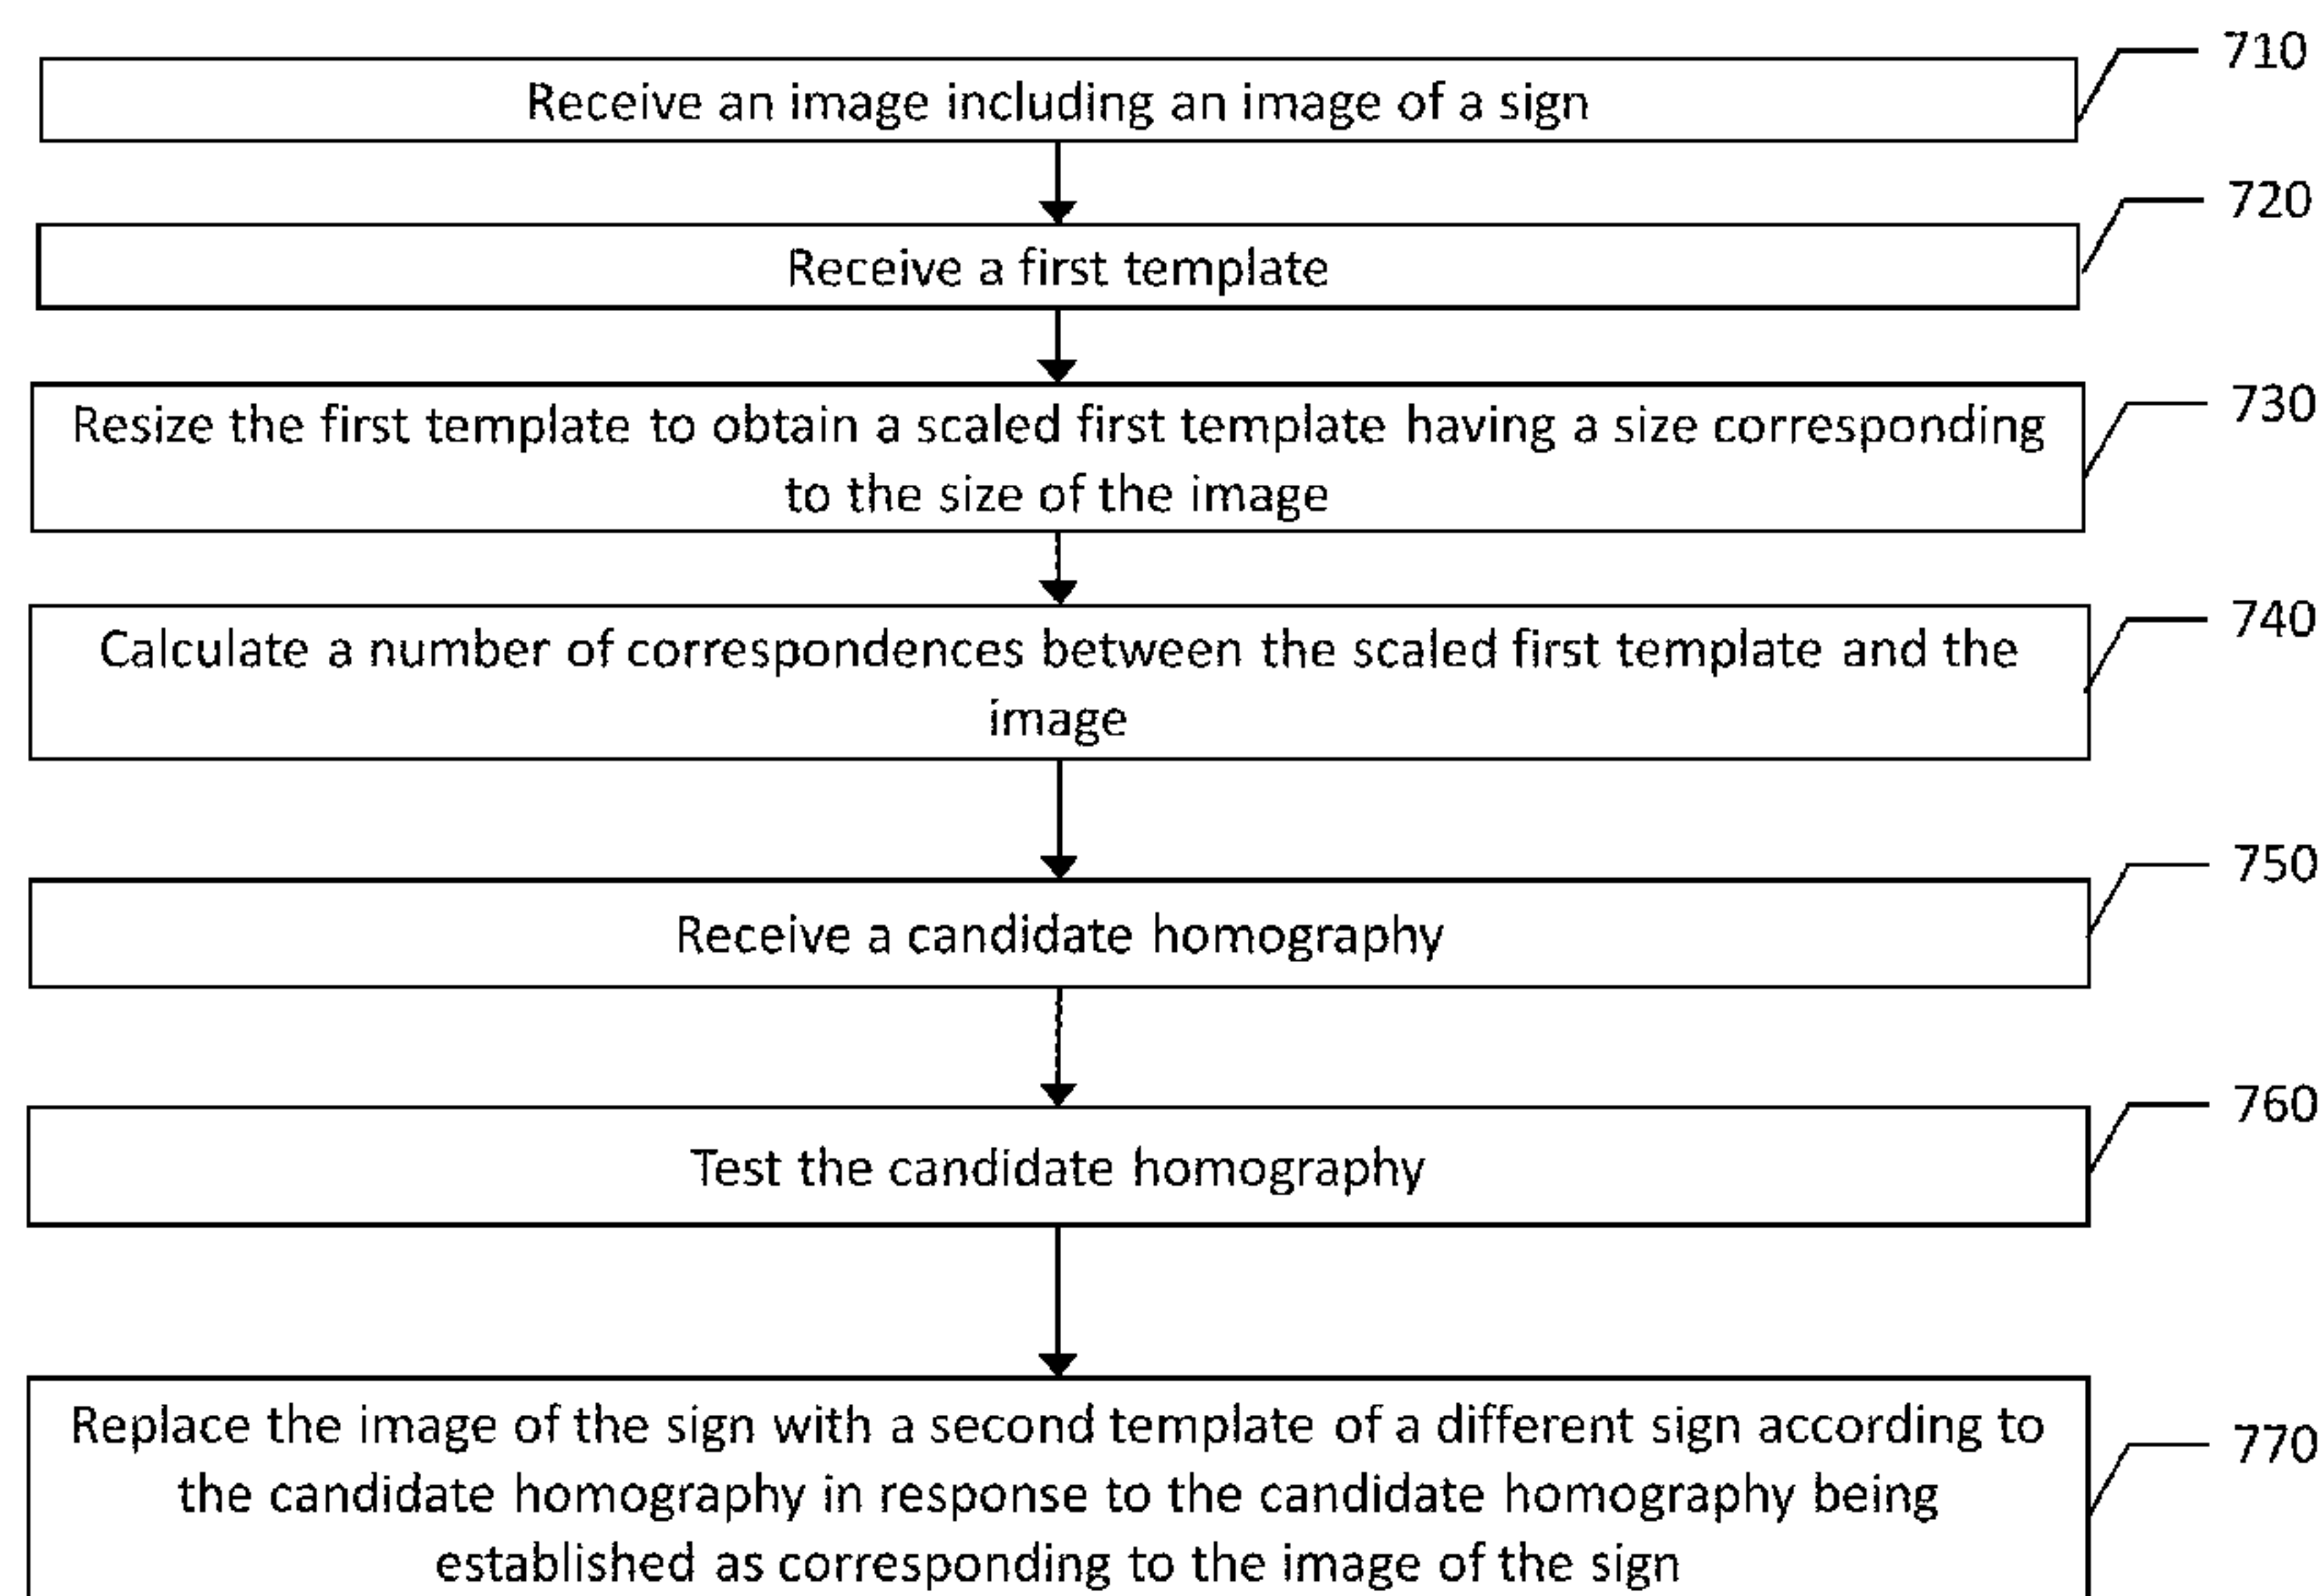 710
Receive an image including an image of a sign
720
Receive a first template
730
Resize the first template to obtain a scaled first template having a size corresponding
to the size of the image
740
Calculate a number of correspondences between the scaled first template and the
image
750
Receive a candidate homography
760
Test the candidate homography
770
Replace the image of the sign with a second template of a different sign according to
the candidate homography in response to the candidate homography being
established as corresponding to the image of the sign